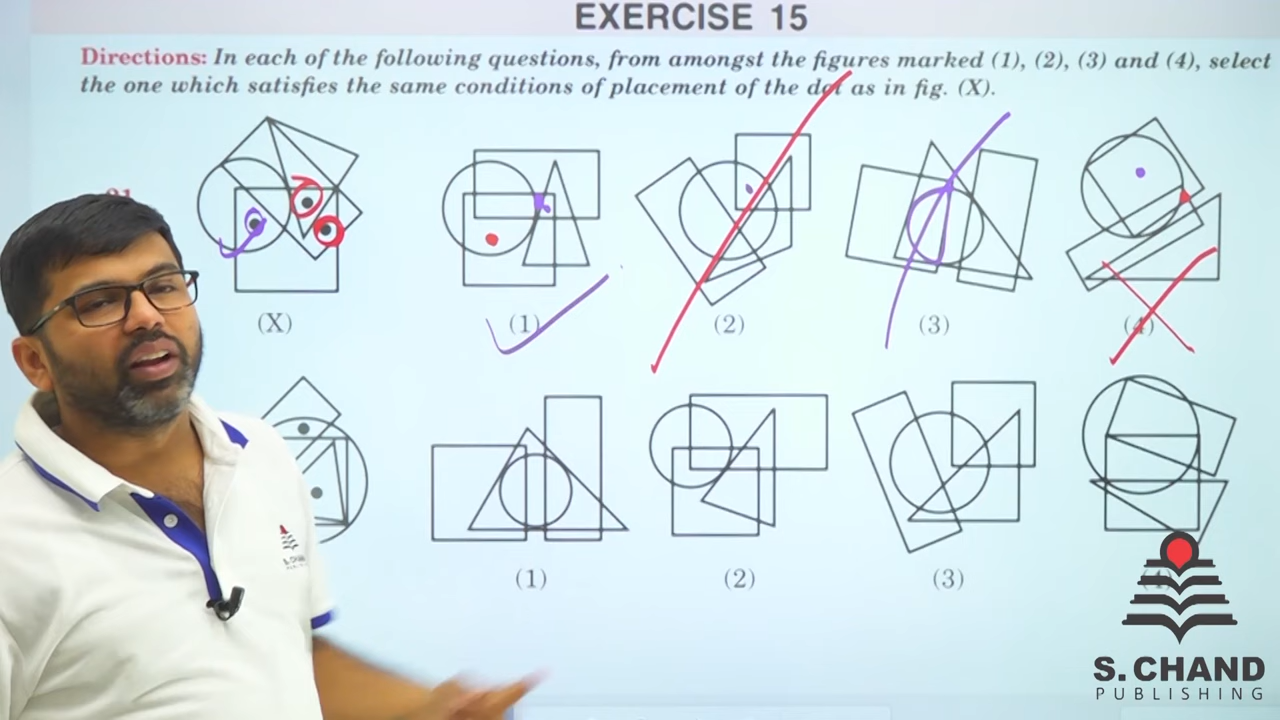 EXERCISE 15
Directions: In each of the following questions, from amongst the figures marked (1), (2), (3) and (4), select
the one which satisfies the same conditions of placement of the dot as in fig. (X).
(X) (1) (2) (3) (4)
(1) (2) (3)
S. CHAND
PUBLISHING